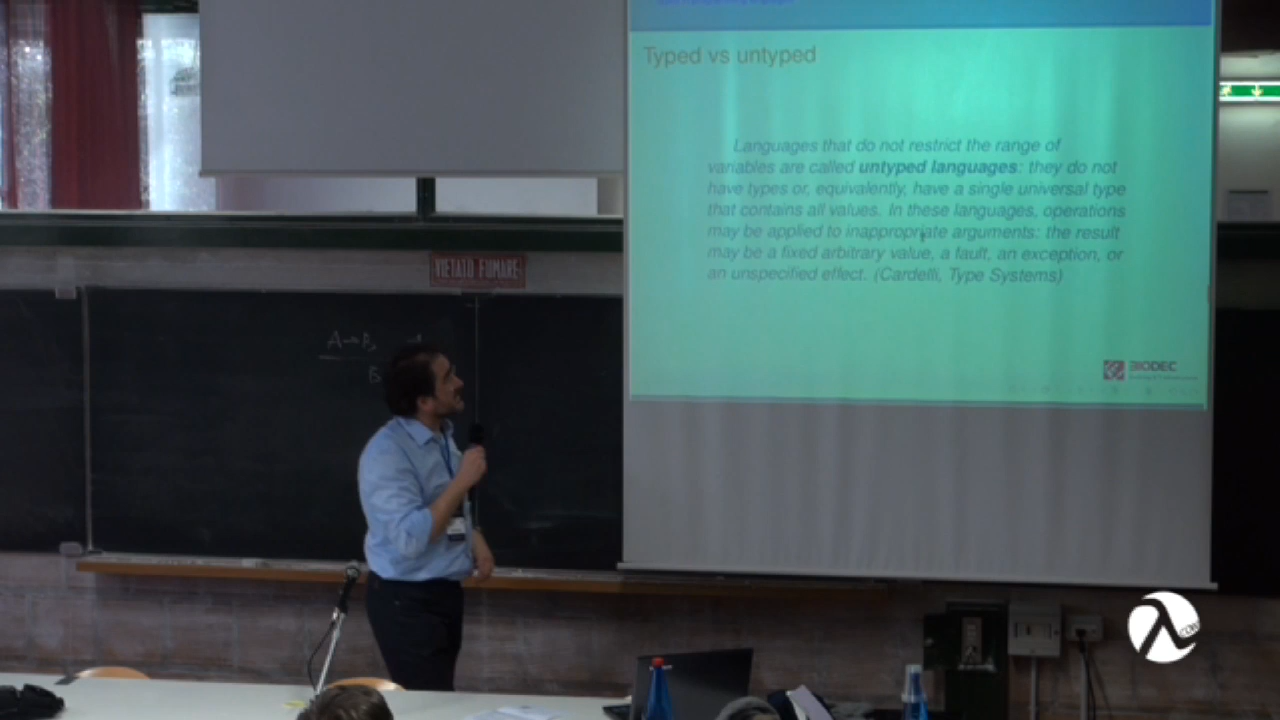 Typed vs untyped
Languages that do not restrict the range of
variables are called untyped languages: they do not
have types or, equivalently, have a single universal type
that contains all values. In these languages, operations
may be applied to inappropriate arguments: the result
may be a fixed arbitrary value, a fault, an exception, or
an unspecified effect. (Cardelli, Type Systems)
BIODEC
VIETATO FUMARE
A→B,
B
λ
CON